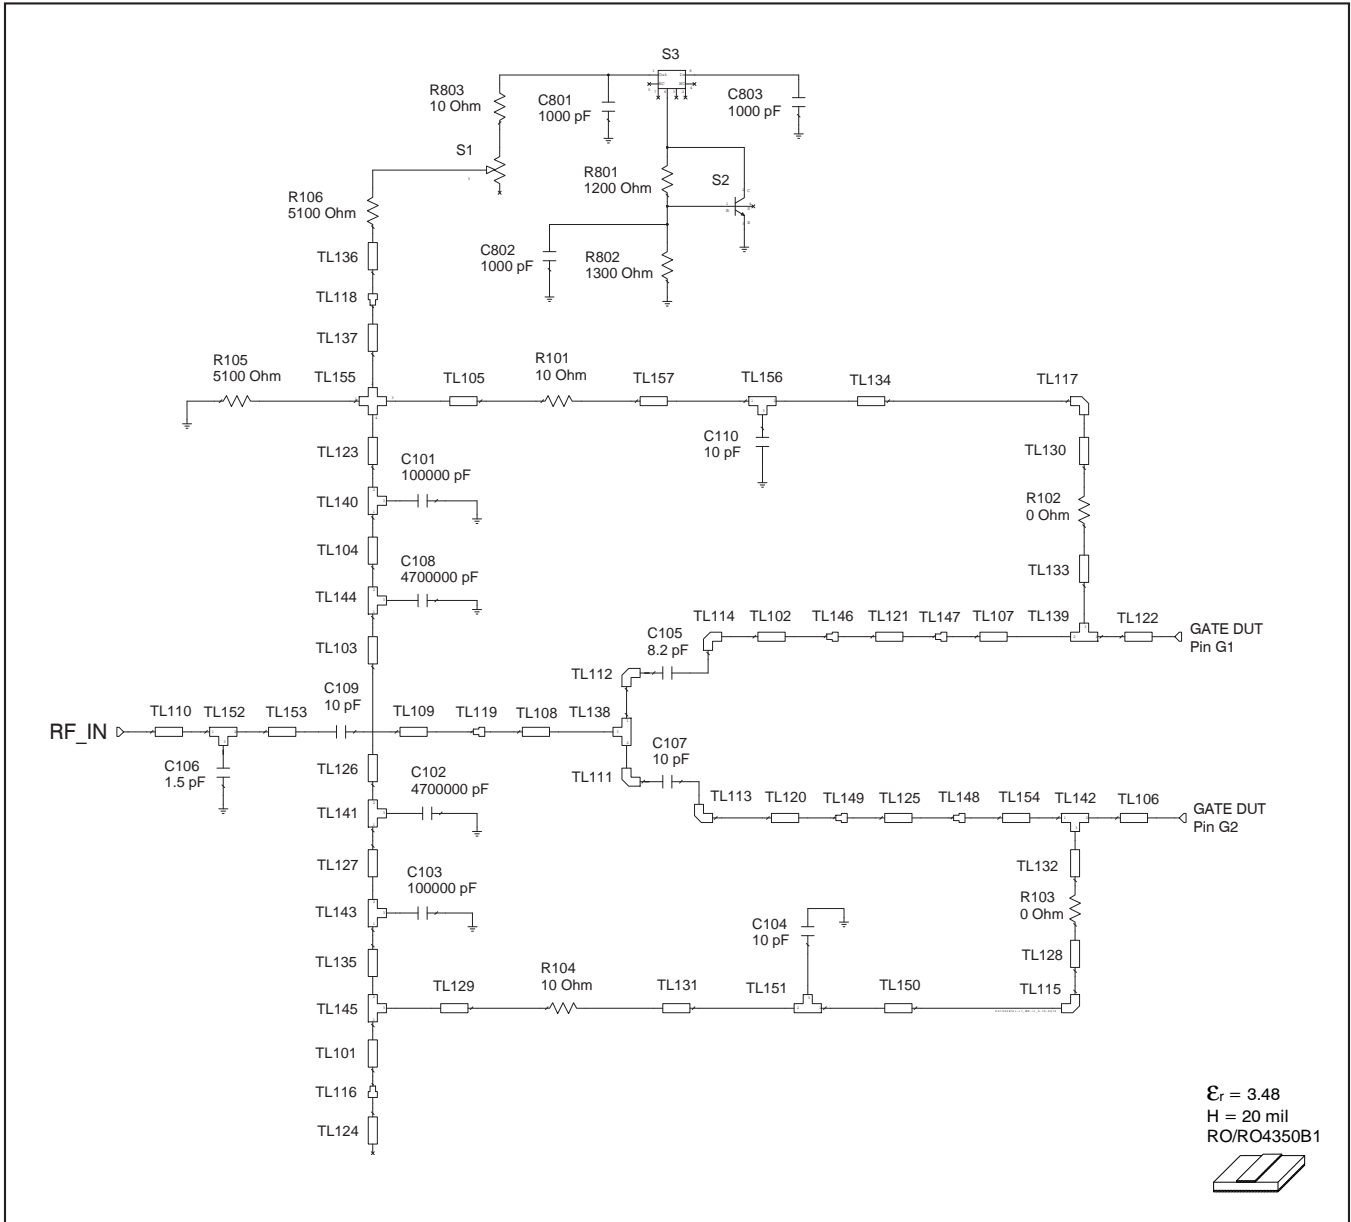 S3
R803
10 Ohm
C801
1000 pF
C803
1000 pF
S1
R801
1200 Ohm
S2
R106
5100 Ohm
C802
1000 pF
R802
1300 Ohm
TL136
TL118
TL137
R105
5100 Ohm
TL155
TL105
R101
10 Ohm
TL157
TL156
TL134
TL117
C110
10 pF
TL123
C101
100000 pF
TL130
TL140
R102
0 Ohm
TL104
C108
4700000 pF
TL133
TL144
TL103
C105
8.2 pF
TL114
TL102
TL146
TL121
TL147
TL107
TL139
TL122
GATE DUT
Pin G1
TL112
RF_IN
TL110
TL152
TL153
C109
10 pF
TL109
TL119
TL108
TL138
C106
1.5 pF
TL126
C102
4700000 pF
C107
10 pF
TL111
TL141
TL113
TL120
TL149
TL125
TL148
TL154
TL142
TL106
GATE DUT
Pin G2
TL127
C103
100000 pF
TL132
TL143
R103
0 Ohm
C104
10 pF
TL135
TL128
TL145
TL129
R104
10 Ohm
TL131
TL151
TL150
TL115
TL101
TL116
TL124
εr = 3.48
H = 20 mil
RO/RO4350B1